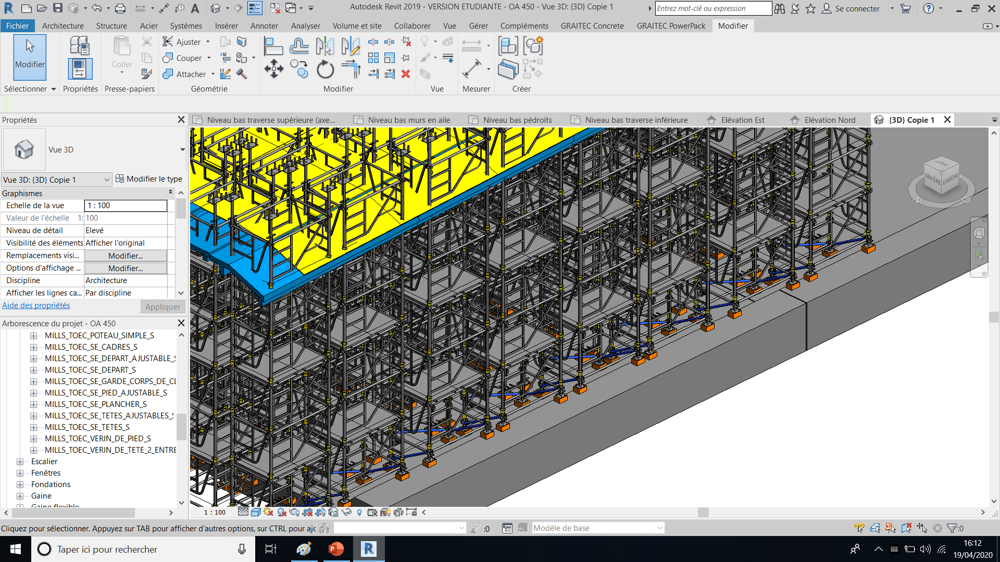 Autodesk Revit 2019 - VERSION ETUDIANTE - OA 450 - Vue 3D: {3D} Copie 1
Entrez mot-clé ou expression
Se connecter
Fichier Architecture Structure Acier Systèmes Insérer Annoter Analyser Volume et site Collaborer Vue Gérer Compléments GRAITEC Concrete GRAITEC PowerPack Modifier
Modifier
Coller
Ajuster
Couper
Attacher
Sélectionner Propriétés Presse-papiers Géométrie Modifier Vue Mesurer Créer
Propriétés
Niveau bas traverse supérieure (axe...
Niveau bas murs en aile
Niveau bas pédroits
Niveau bas traverse inférieure
Elévation Est
Elévation Nord
{3D} Copie 1
Vue 3D
Vue 3D: {3D} Copie 1
Modifier le type
Graphismes
Echelle de la vue 1 : 100
Valeur de l'échelle 1: 100
Niveau de détail Elevé
Visibilité des éléments Afficher l'original
Remplacements visi... Modifier...
Options d'affichage ... Modifier...
Discipline Architecture
Afficher les lignes ca... Par discipline
Aide des propriétés
Appliquer
Arborescence du projet - OA 450
MILLS_TOEC_POTEAU_SIMPLE_S
MILLS_TOEC_SE_CADRES_S
MILLS_TOEC_SE_DEPART_AJUSTABLE_S
MILLS_TOEC_SE_DEPART_S
MILLS_TOEC_SE_GARDE_CORPS_DE_CL
MILLS_TOEC_SE_PIED_AJUSTABLE_S
MILLS_TOEC_SE_PLANCHER_S
MILLS_TOEC_SE_TETES_AJUSTABLES_S
MILLS_TOEC_SE_TETES_S
MILLS_TOEC_VERIN_DE_PIED_S
MILLS_TOEC_VERIN_DE_TETE_2_ENTRE
Escalier
Fenêtres
Fondations
Gaine
Gaine flexible
HAUT
ARRIÈRE
GAUCHE
N
O
1 : 100
Cliquez pour sélectionner. Appuyez sur TAB pour afficher d'autres options, sur CTRL pour ajo
:0
Modèle de base
:0
Taper ici pour rechercher
SSD
16:12
19/04/2020